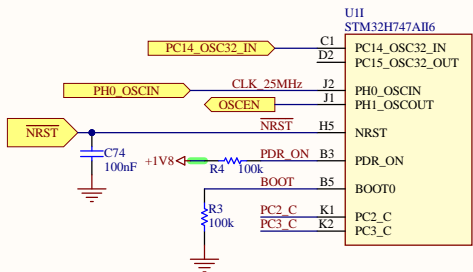 U1I
STM32H747AII6
PC14_OSC32_IN C1 PC14_OSC32_IN
D2 PC15_OSC32_OUT
PH0_OSCIN CLK_25MHz J2 PH0_OSCIN
OSCEN J1 PH1_OSCOUT
NRST NRST H5 NRST
C74
100nF
+1V8 R4 100k PDR_ON B3 PDR_ON
BOOT B5 BOOT0
R3
100k
PC2_C K1 PC2_C
PC3_C K2 PC3_C